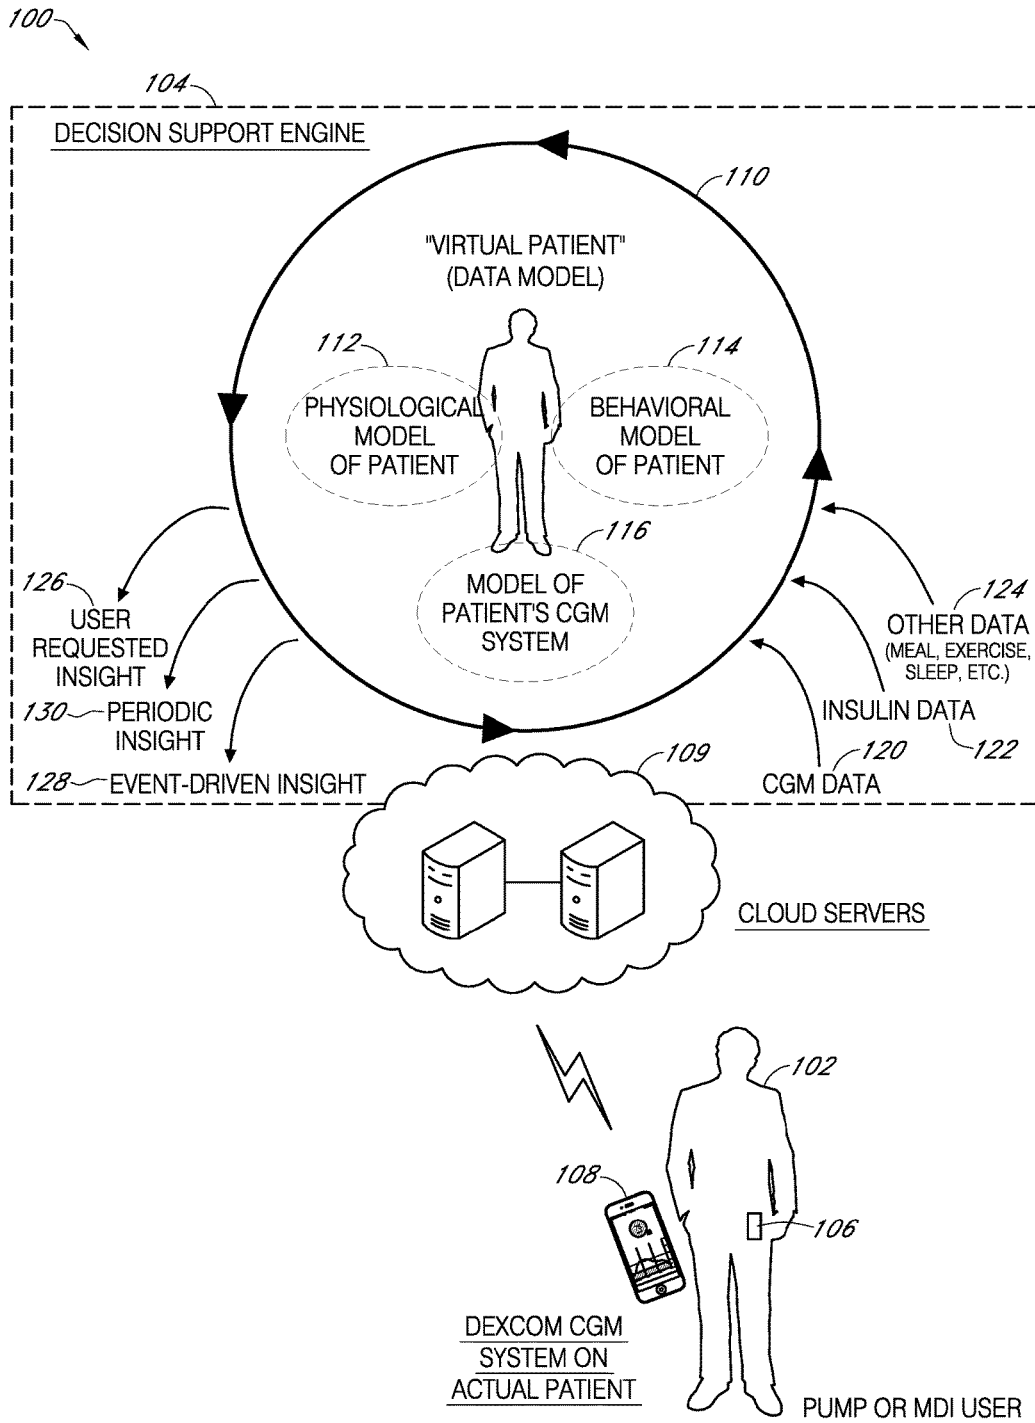 100
104
DECISION SUPPORT ENGINE
110
"VIRTUAL PATIENT"
(DATA MODEL)
112
114
PHYSIOLOGICAL
MODEL
OF PATIENT
BEHAVIORAL
MODEL
OF PATIENT
116
MODEL OF
PATIENT'S CGM
SYSTEM
126
USER
REQUESTED
INSIGHT
130
PERIODIC
INSIGHT
128
EVENT-DRIVEN INSIGHT
124
OTHER DATA
(MEAL, EXERCISE,
SLEEP, ETC.)
INSULIN DATA
122
120
CGM DATA
109
CLOUD SERVERS
102
108
106
DEXCOM CGM
SYSTEM ON
ACTUAL PATIENT
PUMP OR MDI USER